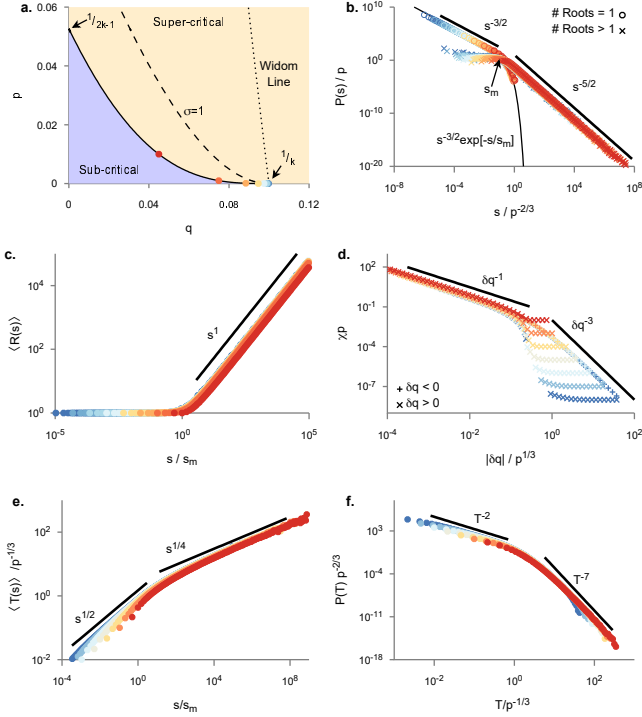 a.
0.06
0.04
0.02
0
p
1/2k-1
Super-critical
Widom
Line
σ=1
1/k
Sub-critical
0
0.04
0.08
0.12
q
b.
10^10
10^0
10^-10
10^-20
P(s) / p
s^-3/2
# Roots = 1
# Roots > 1
s_m
s^-5/2
s^-3/2exp[-s/s_m]
10^-8
10^-4
10^0
10^4
10^8
s / p^-2/3
c.
10^4
10^2
10^0
⟨R(s)⟩
s^1
10^-5
10^0
10^5
s / s_m
d.
10^2
10^-1
10^-4
10^-7
χp
δq^-1
δq^-3
+ δq < 0
× δq > 0
10^-4
10^-2
10^0
10^2
|δq| / p^1/3
e.
10^2
10^0
10^-2
⟨T(s)⟩ /p^-1/3
s^1/2
s^1/4
10^-4
10^0
10^4
10^8
s/s_m
f.
10^3
10^-4
10^-11
10^-18
P(T) p^-2/3
T^-2
T^-7
10^-2
10^0
10^2
T/p^-1/3